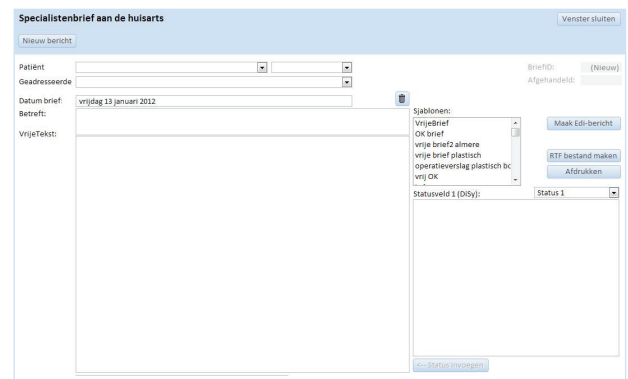 Specialistenbrief aan de huisarts
Venster sluiten
Nieuw bericht
Patiënt
BriefID: (Nieuw)
Geadresseerde
Afgehandeld:
Datum brief: vrijdag 13 januari 2012
Betreft:
Sjablonen:
VrijeBrief
Maak Edi-bericht
OK brief
VrijeTekst:
vrije brief2 almere
vrije brief plastisch
RTF bestand maken
operatieverslag plastisch bc
Afdrukken
vrij OK
Statusveld 1 (DiSy):
Status 1
<-- Status invoegen